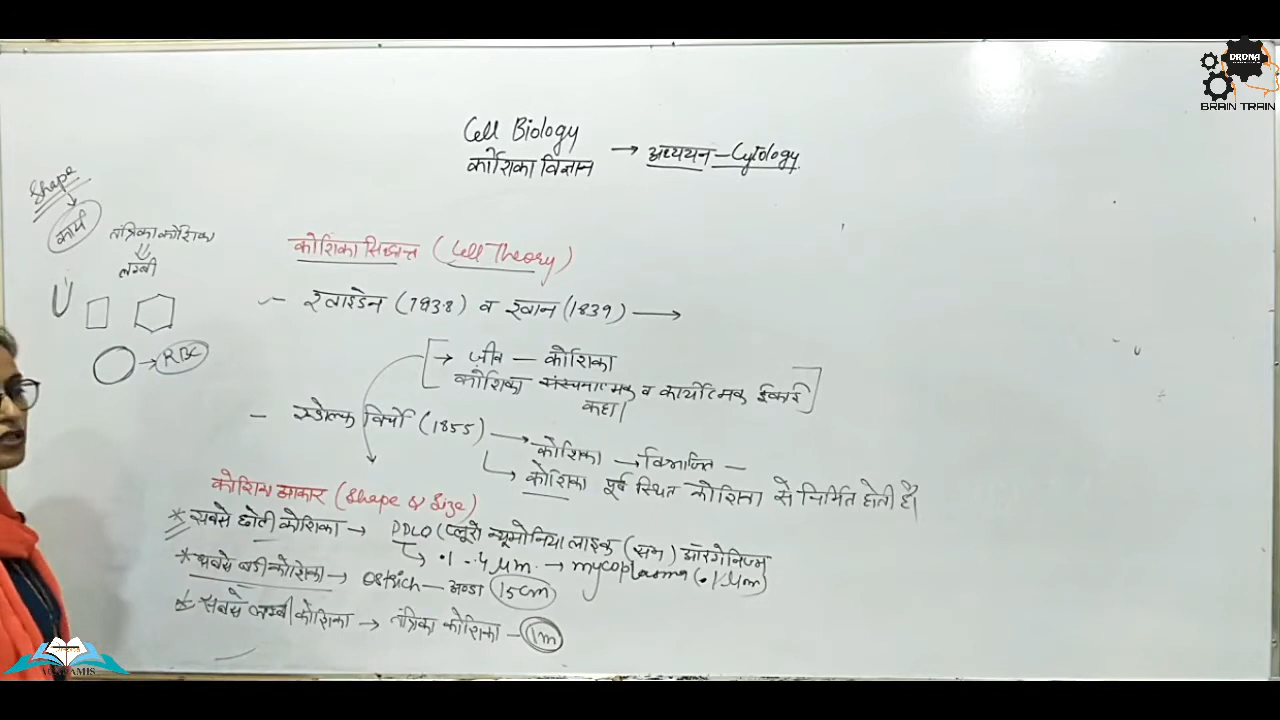 DRONA
BRAIN TRAIN
Cell Biology
कोशिका विज्ञान → अध्ययन - Cytology
Shape
कार्य
तंत्रिका कोशिका
लम्बी
RBC
कोशिका सिद्धान्त (Cell Theory)
- श्लाइडेन (1838) व श्वान (1839) →
→ जीव - कोशिका
कोशिका संरचनात्मक व कार्यात्मक ईकाई
कहा।
- रुडोल्फ विर्चो (1855) → कोशिका → विभाजित -
→ कोशिका पूर्व स्थित कोशिका से निर्मित होती है।
कोशिका आकार (Shape & Size)
* सबसे छोटी कोशिका → PPLO (प्लूरो न्यूमोनिया लाइक (सम) ऑरगेनिज्म
→ .1 - .4 μm. → mycoplasma (.1 μm)
* सबसे बडी कोशिका → ostrich - अण्डा (15cm)
* सबसे लम्बी कोशिका → तंत्रिका कोशिका - 1m